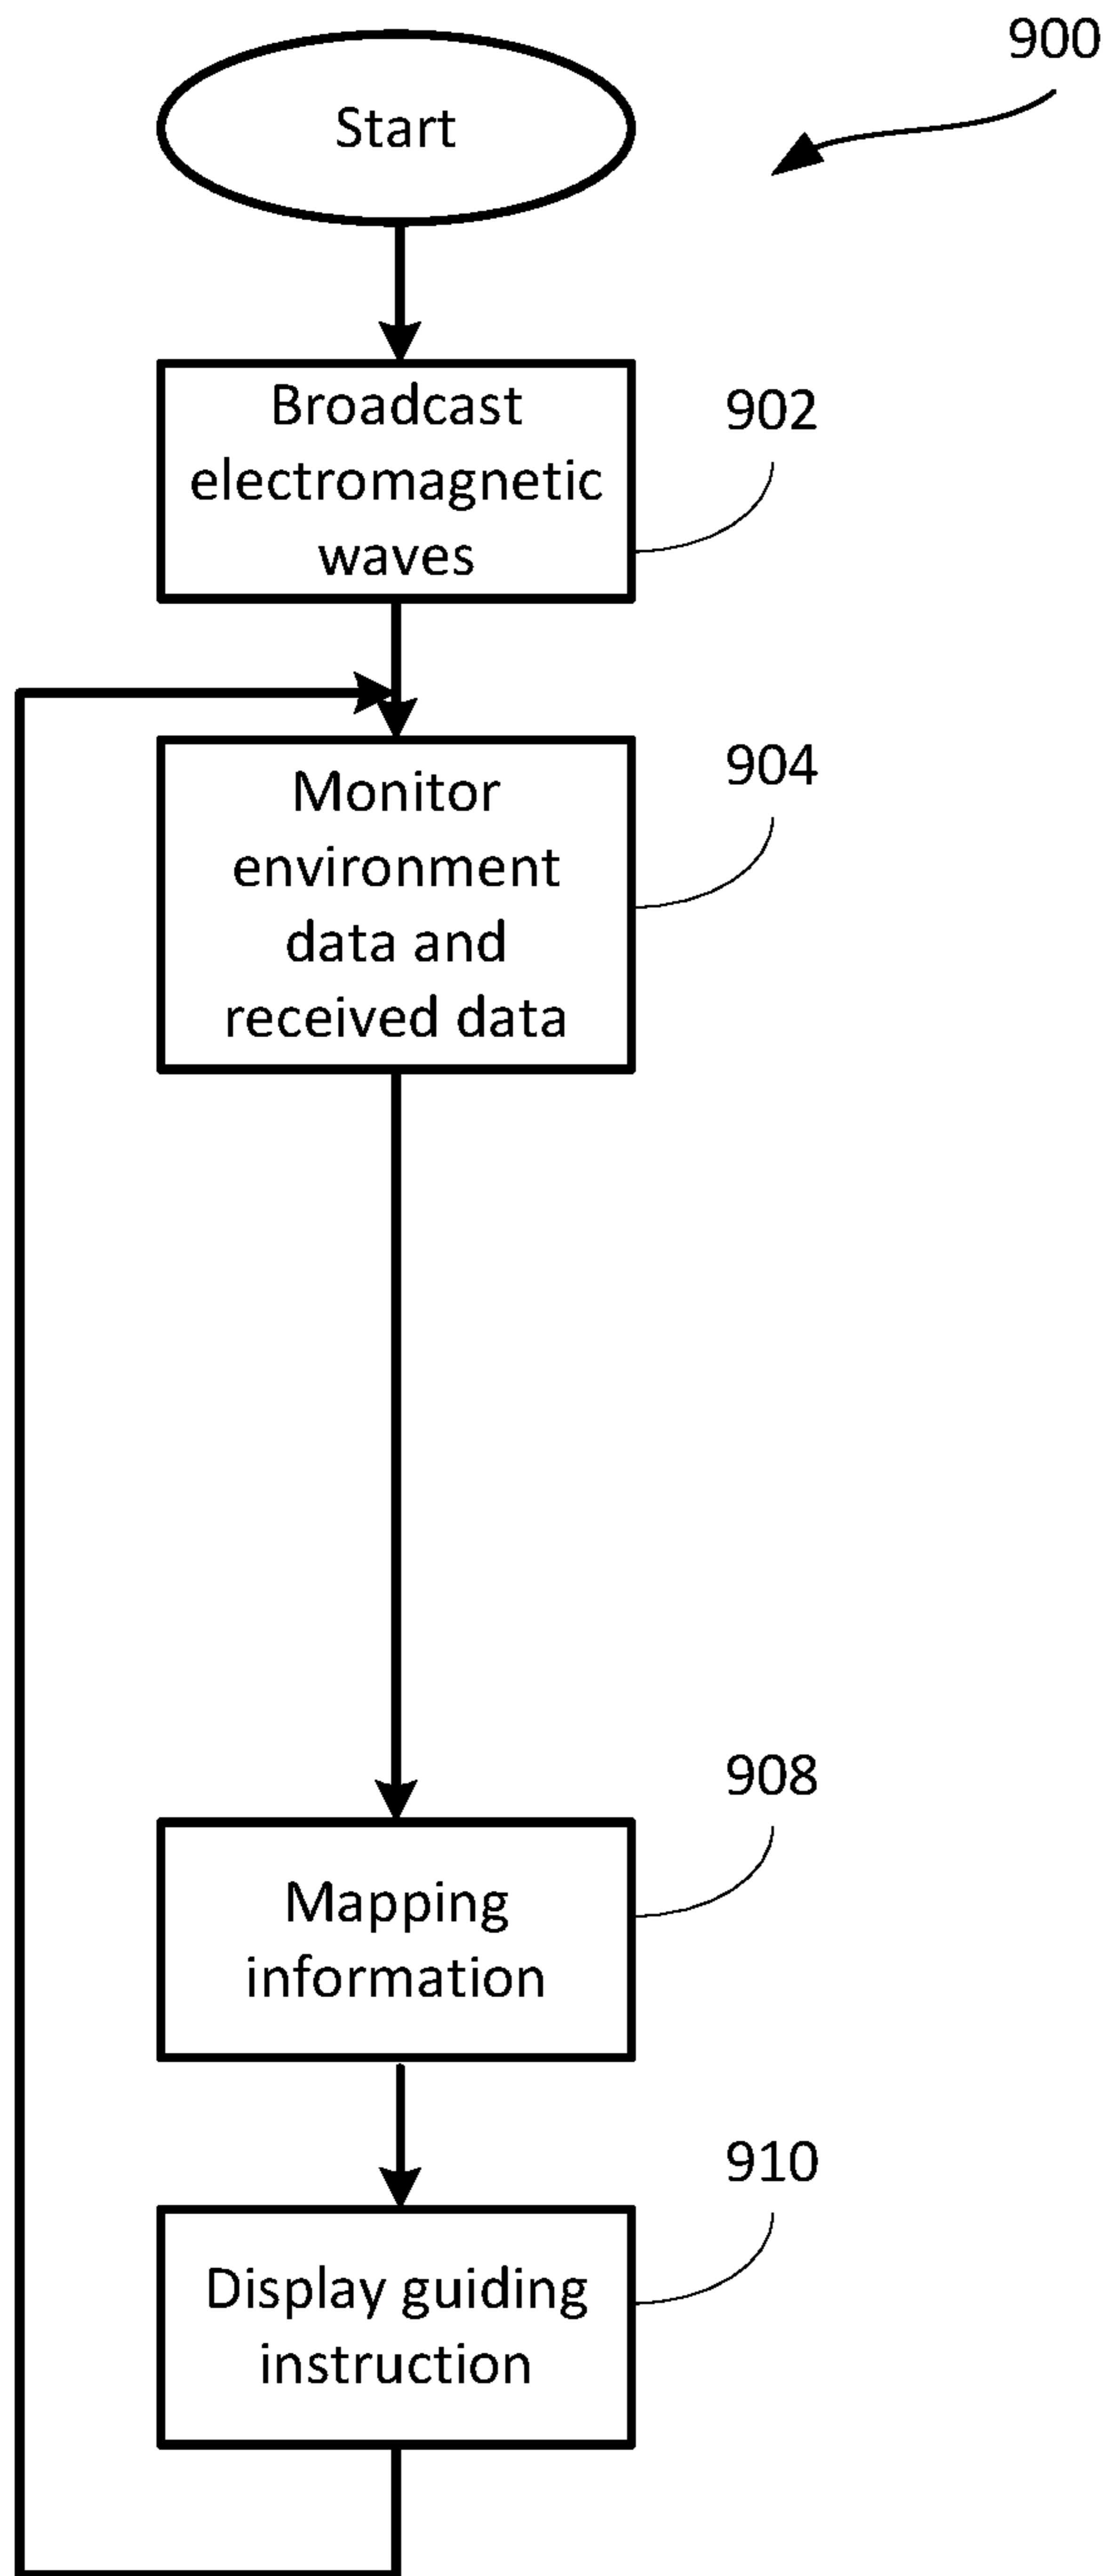 900
Start
Broadcast
electromagnetic
waves
902
Monitor
environment
data and
received data
904
Mapping
information
908
Display guiding
instruction
910